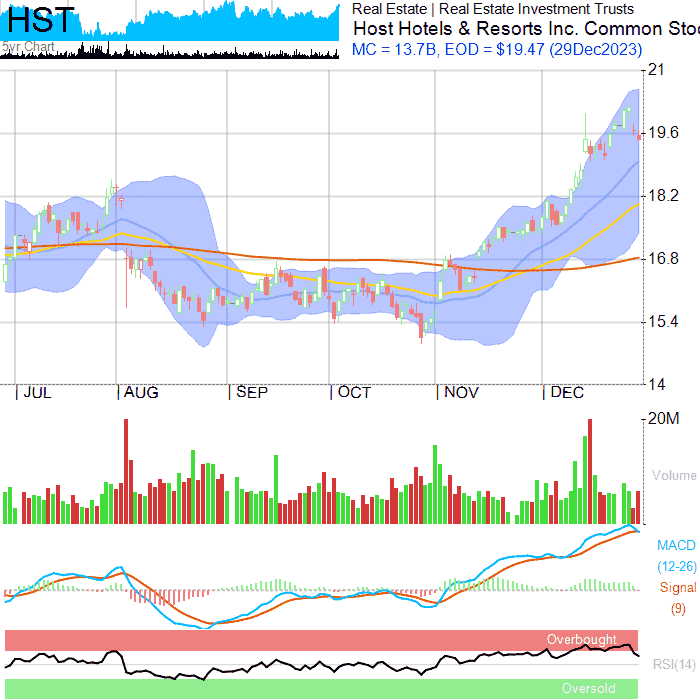 HST
5yr Chart
Real Estate | Real Estate Investment Trusts
Host Hotels & Resorts Inc. Common Stoc
MC = 13.7B, EOD = $19.47 (29Dec2023)
21
19.6
18.2
16.8
15.4
14
JUL AUG SEP OCT NOV DEC
20M
Volume
MACD
(12-26)
Signal
(9)
Overbought
RSI(14)
Oversold